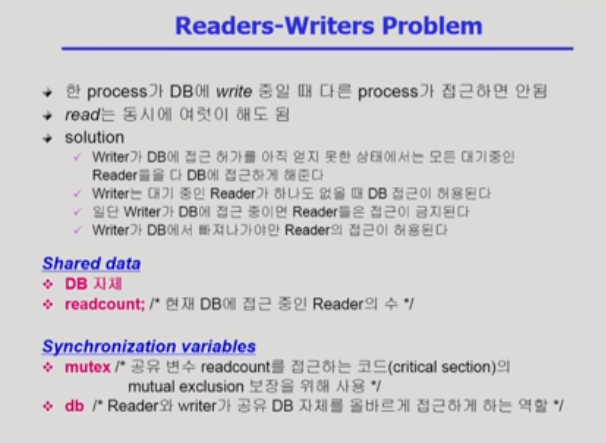 Readers-Writers Problem
한 process가 DB에 write 중일 때 다른 process가 접근하면 안됨
read는 동시에 여럿이 해도 됨
solution
Writer가 DB에 접근 허가를 아직 얻지 못한 상태에서는 모든 대기중인
Reader들을 다 DB에 접근하게 해준다
Writer는 대기 중인 Reader가 하나도 없을 때 DB 접근이 허용된다
일단 Writer가 DB에 접근 중이면 Reader들은 접근이 금지된다
Writer가 DB에서 빠져나가야만 Reader의 접근이 허용된다
Shared data
DB 자체
readcount; /* 현재 DB에 접근 중인 Reader의 수 */
Synchronization variables
mutex /* 공유 변수 readcount를 접근하는 코드(critical section)의
mutual exclusion 보장을 위해 사용 */
db /* Reader와 writer가 공유 DB 자체를 올바르게 접근하게 하는 역할 */